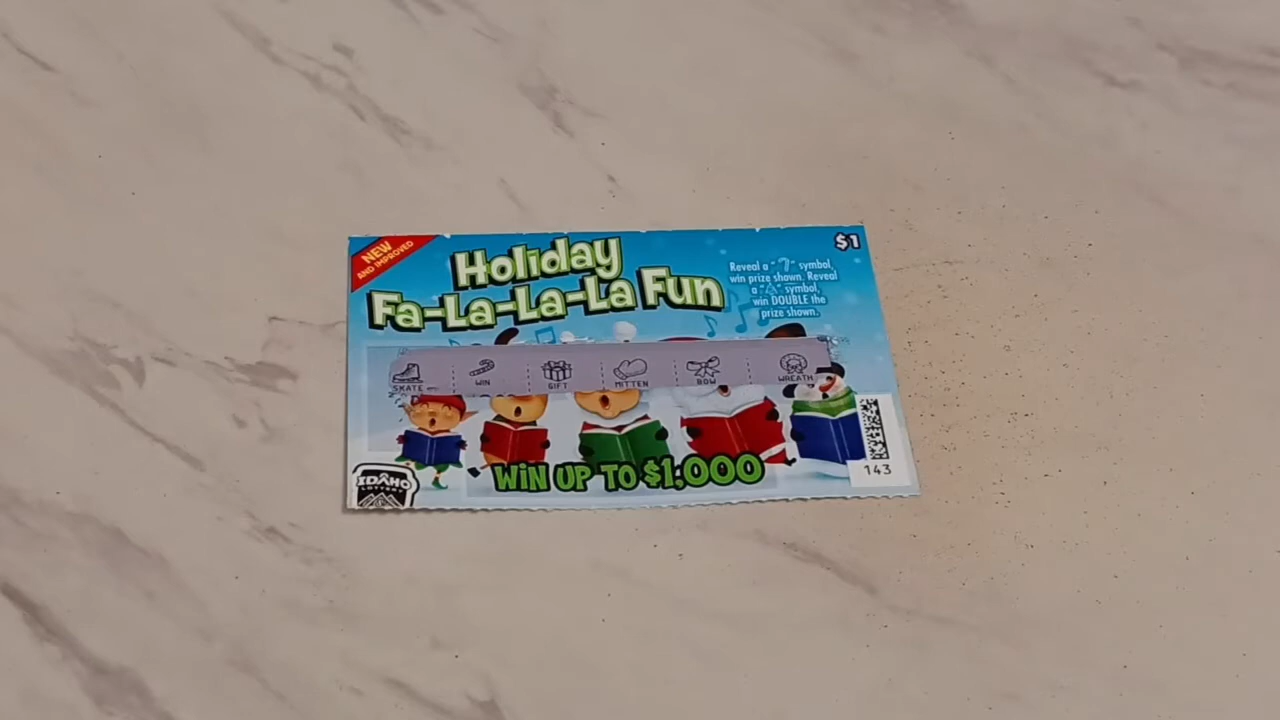 NEW
AND IMPROVED
Holiday
Fa-La-La-La Fun
$1
Reveal a " " symbol,
win prize shown. Reveal
a " " symbol,
win DOUBLE the
prize shown.
SKATE
WIN
GIFT
MITTEN
BOW
WREATH
WIN UP TO $1,000
IDAHO
LOTTERY
143